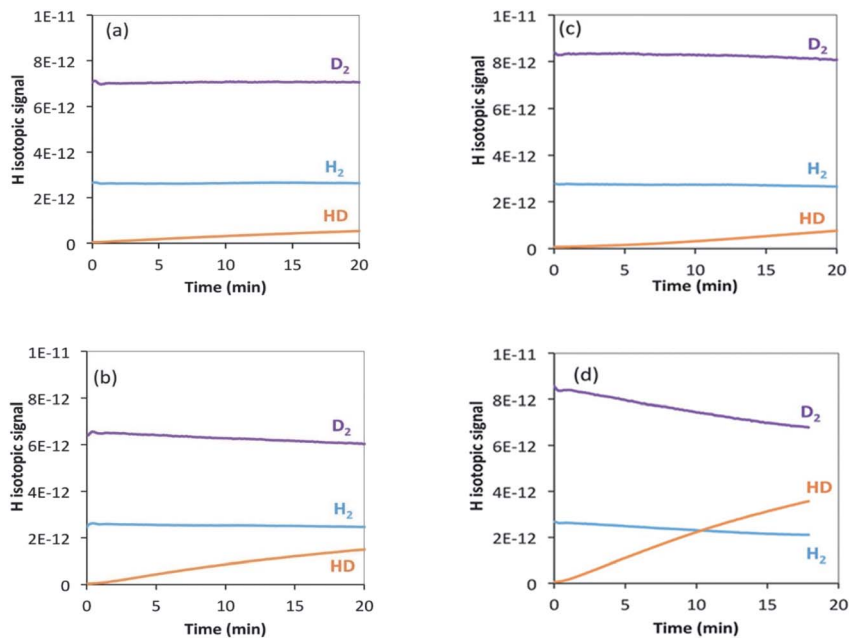 (a)
1E-11
8E-12
6E-12
4E-12
2E-12
0
H isotopic signal
D2
H2
HD
0 5 10 15 20
Time (min)
(c)
1E-11
8E-12
6E-12
4E-12
2E-12
0
H isotopic signal
D2
H2
HD
0 5 10 15 20
Time (min)
(b)
1E-11
8E-12
6E-12
4E-12
2E-12
0
H isotopic signal
D2
H2
HD
0 5 10 15 20
Time (min)
(d)
1E-11
8E-12
6E-12
4E-12
2E-12
0
H isotopic signal
D2
HD
H2
0 5 10 15 20
Time (min)